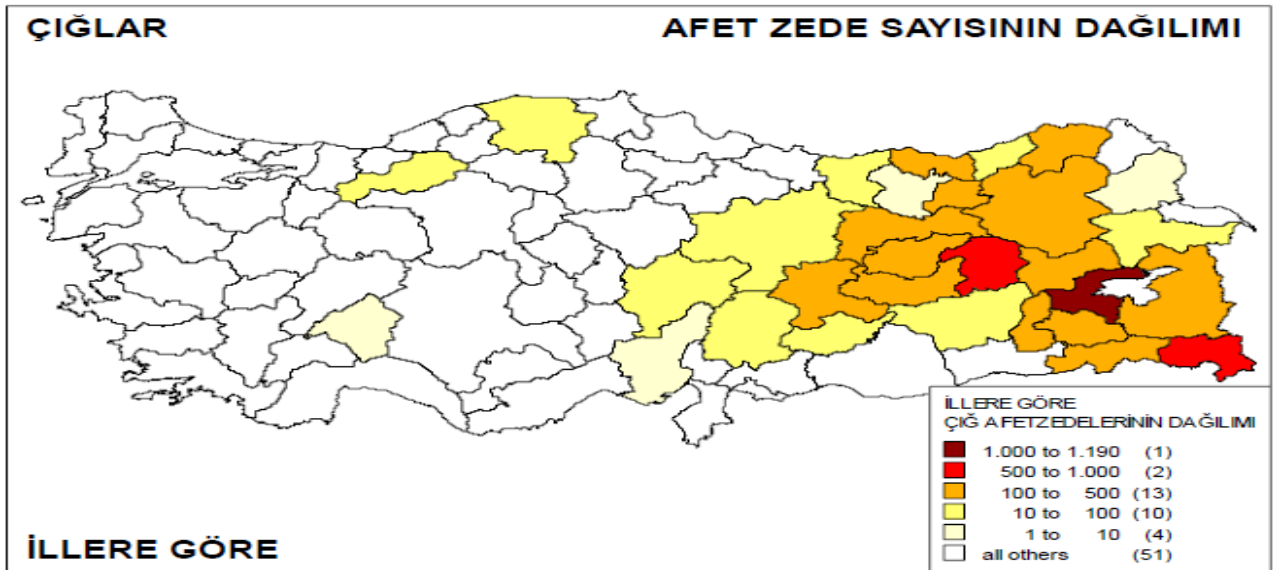 ÇIĞLAR
AFET ZEDE SAYISININ DAĞILIMI
İLLERE GÖRE
ÇIĞ AFETZEDELERİNİN DAĞILIMI
1.000 to 1.190 (1)
500 to 1.000 (2)
100 to 500 (13)
10 to 100 (10)
1 to 10 (4)
all others (51)
İLLERE GÖRE